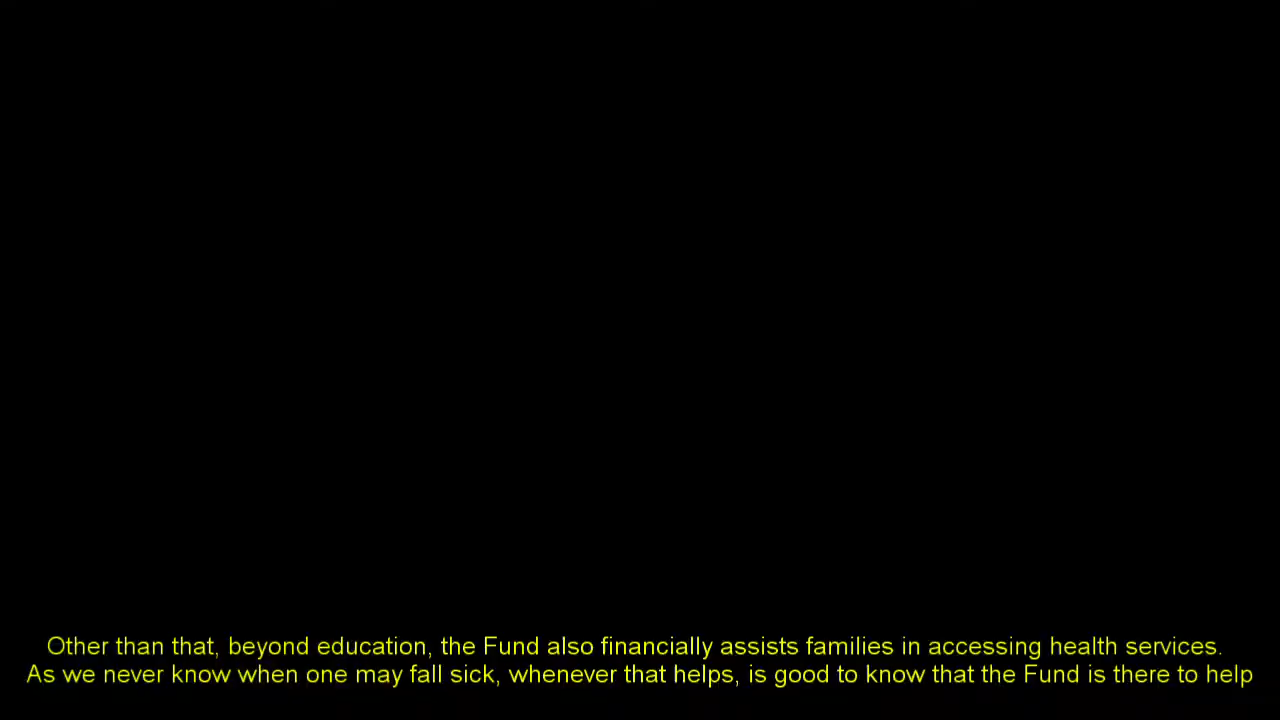 Other than that, beyond education, the Fund also financially assists families in accessing health services.
As we never know when one may fall sick, whenever that helps, is good to know that the Fund is there to help